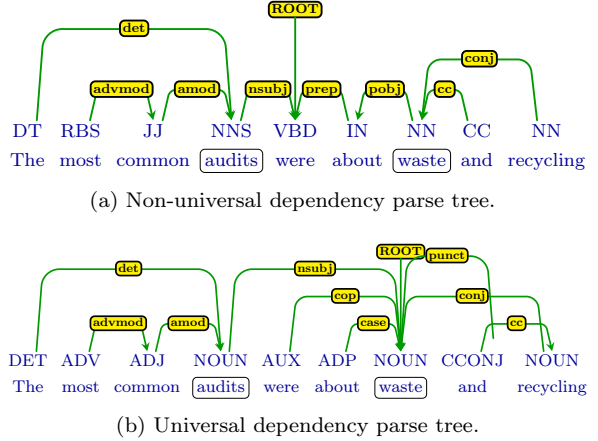 ROOT
det
conj
advmod amod nsubj prep pobj cc
DT RBS JJ NNS VBD IN NN CC NN
The most common audits were about waste and recycling
(a) Non-universal dependency parse tree.
ROOT punct
det nsubj
cop conj
advmod amod case cc
DET ADV ADJ NOUN AUX ADP NOUN CCONJ NOUN
The most common audits were about waste and recycling
(b) Universal dependency parse tree.